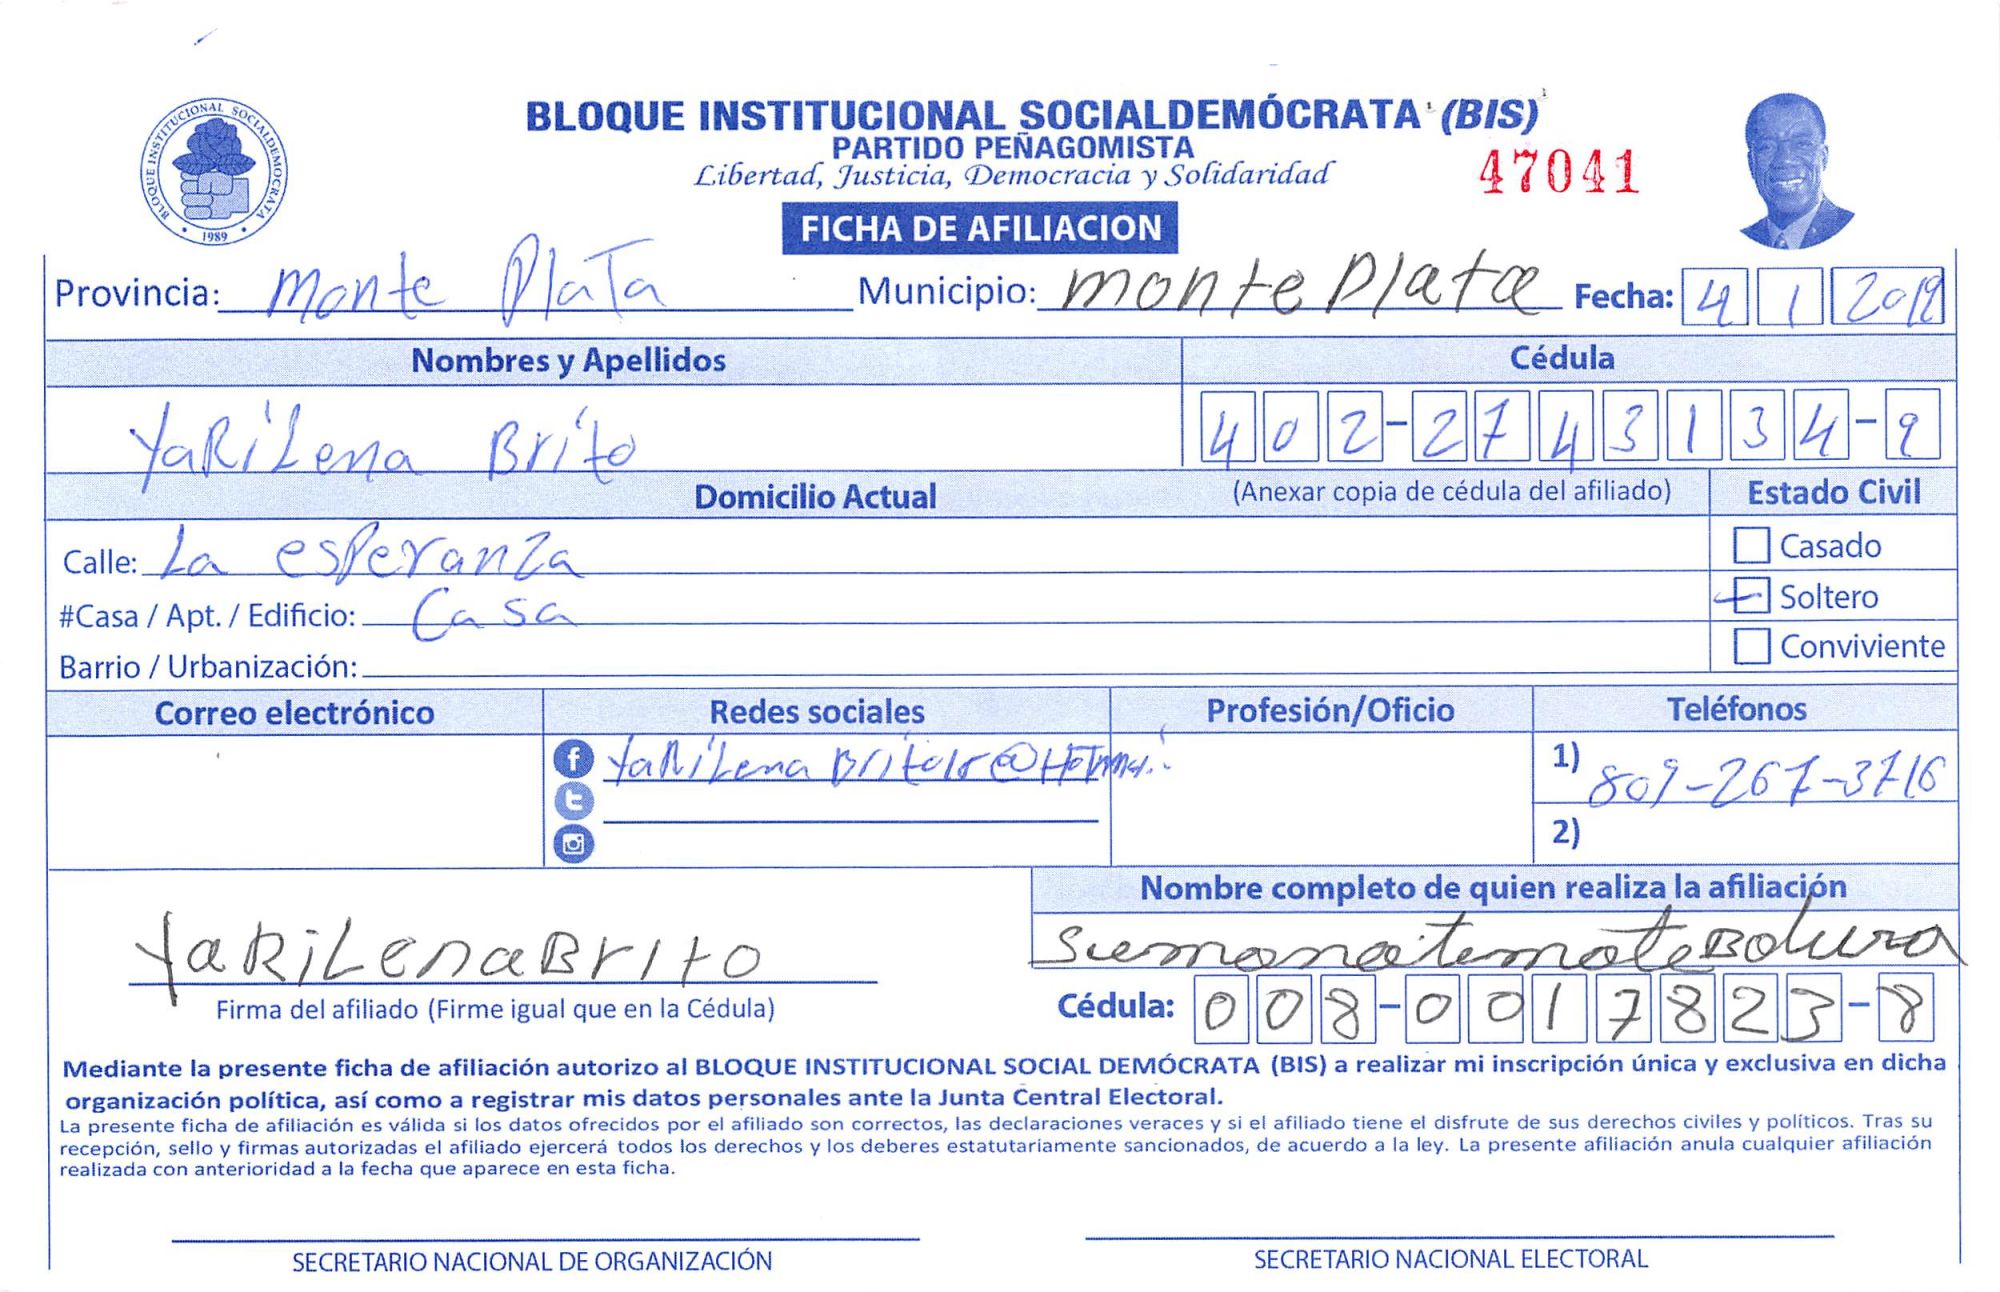 BLOQUE INSTITUCIONAL SOCIALDEMOCRATA
1989
BLOQUE INSTITUCIONAL SOCIALDEMÓCRATA (BIS)
PARTIDO PEÑAGOMISTA
Libertad, Justicia, Democracia y Solidaridad
47041
FICHA DE AFILIACION
Provincia: Monte Plata Municipio: monte Plata Fecha: 4 1 2019
Nombres y Apellidos Cédula
YaRiLena Brito 402-2743134-9
Domicilio Actual (Anexar copia de cédula del afiliado) Estado Civil
Calle: La esperanza Casado
#Casa / Apt. / Edificio: Casa Soltero
Barrio / Urbanización: Conviviente
Correo electrónico Redes sociales Profesión/Oficio Teléfonos
YaRiLena 1) 809-267-3716
2)
Nombre completo de quien realiza la afiliación
YaRiLenaBrito
Firma del afiliado (Firme igual que en la Cédula) Cédula: 008-0017823-8
Mediante la presente ficha de afiliación autorizo al BLOQUE INSTITUCIONAL SOCIAL DEMÓCRATA (BIS) a realizar mi inscripción única y exclusiva en dicha
organización política, así como a registrar mis datos personales ante la Junta Central Electoral.
La presente ficha de afiliación es válida si los datos ofrecidos por el afiliado son correctos, las declaraciones veraces y si el afiliado tiene el disfrute de sus derechos civiles y políticos. Tras su
recepción, sello y firmas autorizadas el afiliado ejercerá todos los derechos y los deberes estatutariamente sancionados, de acuerdo a la ley. La presente afiliación anula cualquier afiliación
realizada con anterioridad a la fecha que aparece en esta ficha.
SECRETARIO NACIONAL DE ORGANIZACIÓN SECRETARIO NACIONAL ELECTORAL